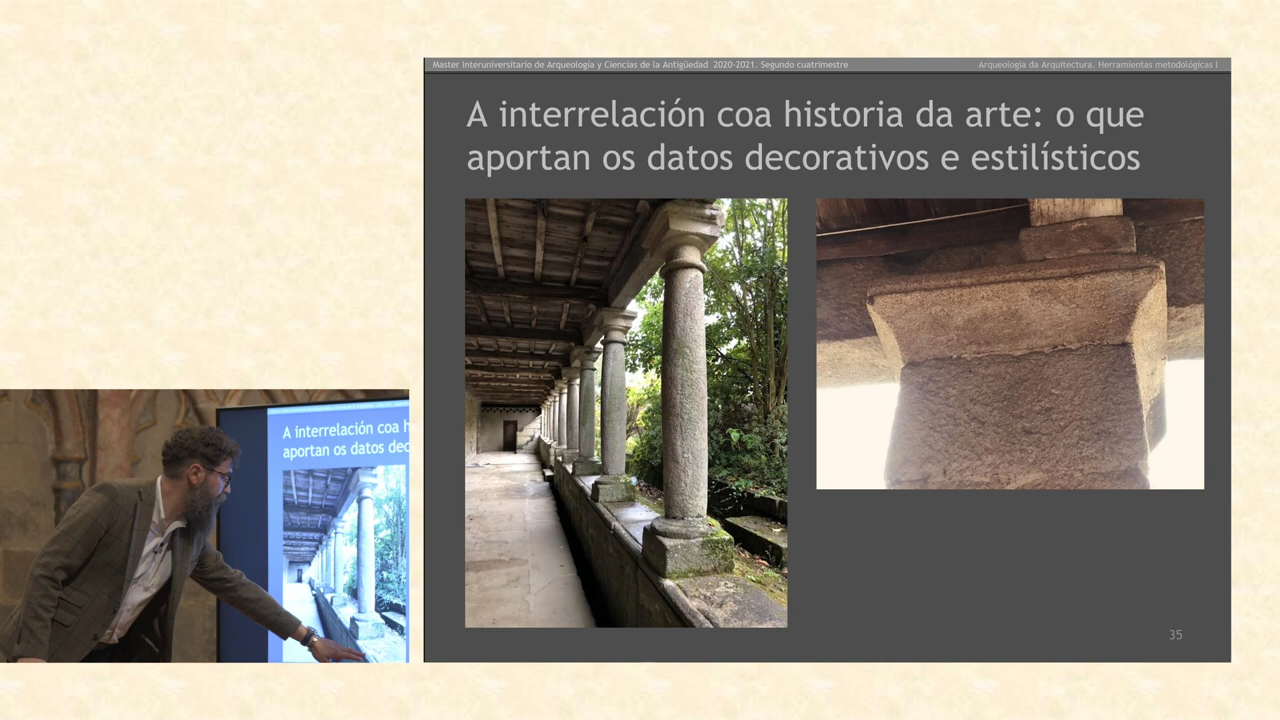 Master Interuniversitario de Arqueología y Ciencias de la Antigüedad 2020-2021. Segundo cuatrimestre
Arqueología da Arquitectura. Herramientas metodológicas I
A interrelación coa historia da arte: o que
aportan os datos decorativos e estilísticos
35
A interrelación coa h
aportan os datos dec